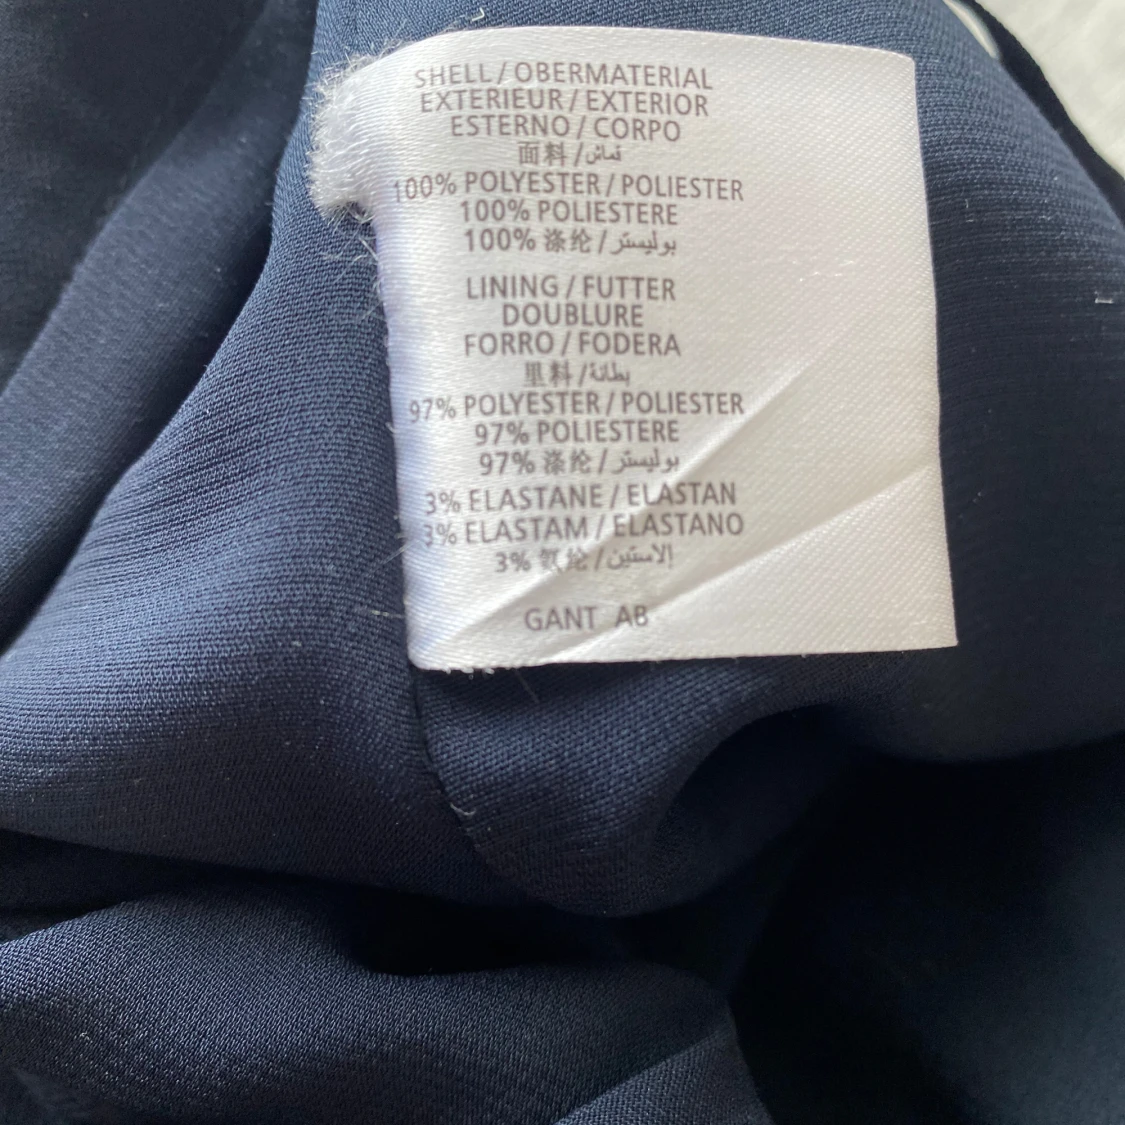 SHELL / OBERMATERIAL
EXTERIEUR / EXTERIOR
ESTERNO / CORPO
面料 / قماش
100% POLYESTER / POLIESTER
100% POLIESTERE
100% 涤纶 / بوليستر
LINING / FUTTER
DOUBLURE
FORRO / FODERA
里料 / بطانة
97% POLYESTER / POLIESTER
97% POLIESTERE
97% 涤纶 / بوليستر
3% ELASTANE / ELASTAN
3% ELASTAM / ELASTANO
3% 氨纶 / الاستين
GANT AB